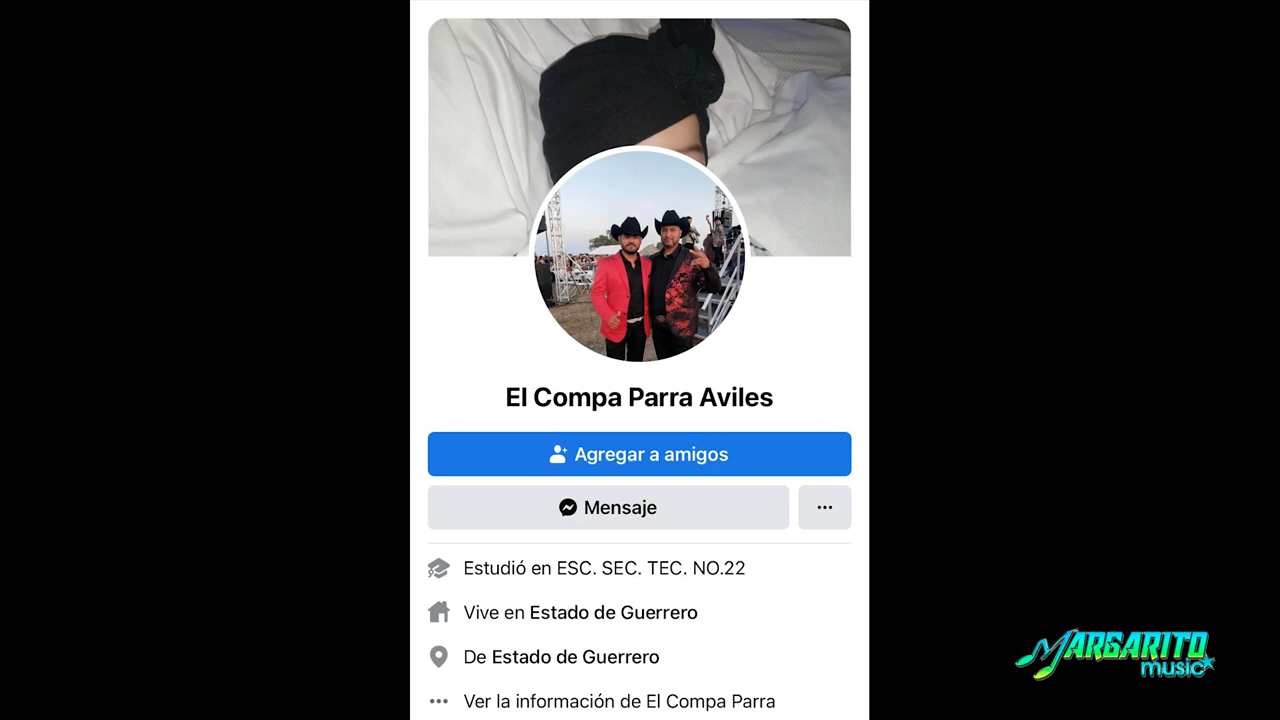 El Compa Parra Aviles
Agregar a amigos
Mensaje
Estudió en ESC. SEC. TEC. NO.22
Vive en Estado de Guerrero
De Estado de Guerrero
Ver la información de El Compa Parra
MARGARITO
music